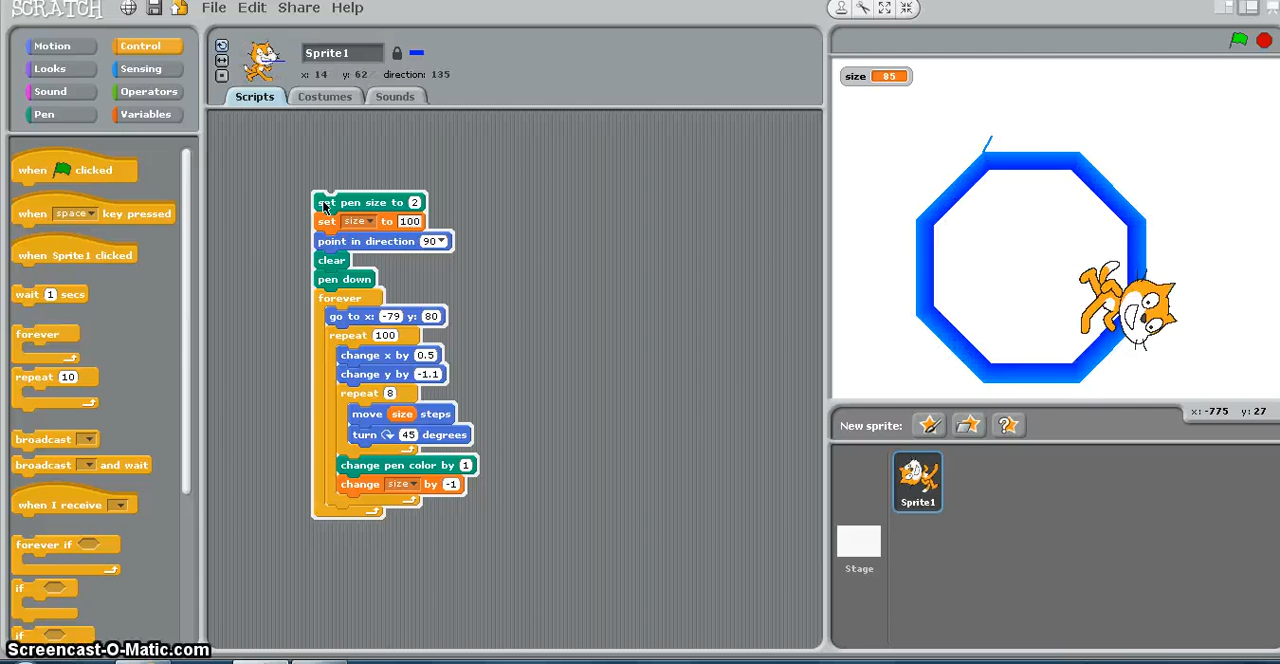 SCRATCH File Edit Share Help
Motion Control
Looks Sensing
Sound Operators
Pen Variables
when clicked
when space key pressed
when Sprite1 clicked
wait 1 secs
forever
repeat 10
broadcast
broadcast and wait
when I receive
forever if
if
if
Sprite1
x: 14 y: 62 direction: 135
Scripts Costumes Sounds
set pen size to 2
set size to 100
point in direction 90
clear
pen down
forever
go to x: -79 y: 80
repeat 100
change x by 0.5
change y by -1.1
repeat 8
move size steps
turn 45 degrees
change pen color by 1
change size by -1
size 85
x: -775 y: 27
New sprite:
Sprite1
Stage
Screencast-O-Matic.com